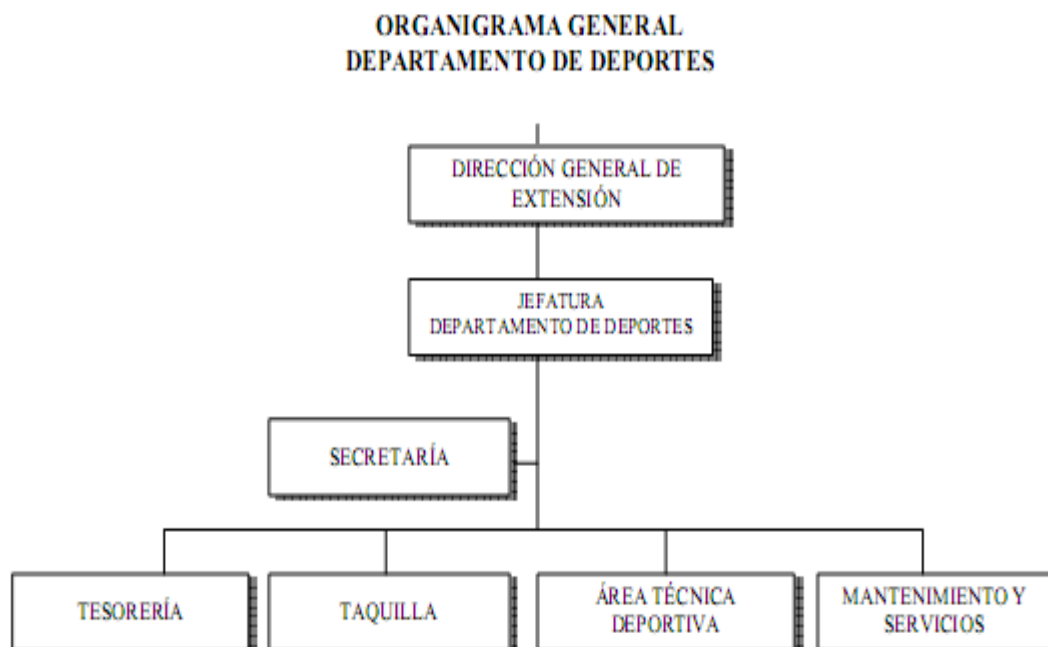 ORGANIGRAMA GENERAL
DEPARTAMENTO DE DEPORTES
DIRECCIÓN GENERAL DE
EXTENSIÓN
JEFATURA
DEPARTAMENTO DE DEPORTES
SECRETARÍA
TESORERÍA
TAQUILLA
ÁREA TÉCNICA
DEPORTIVA
MANTENIMIENTO Y
SERVICIOS